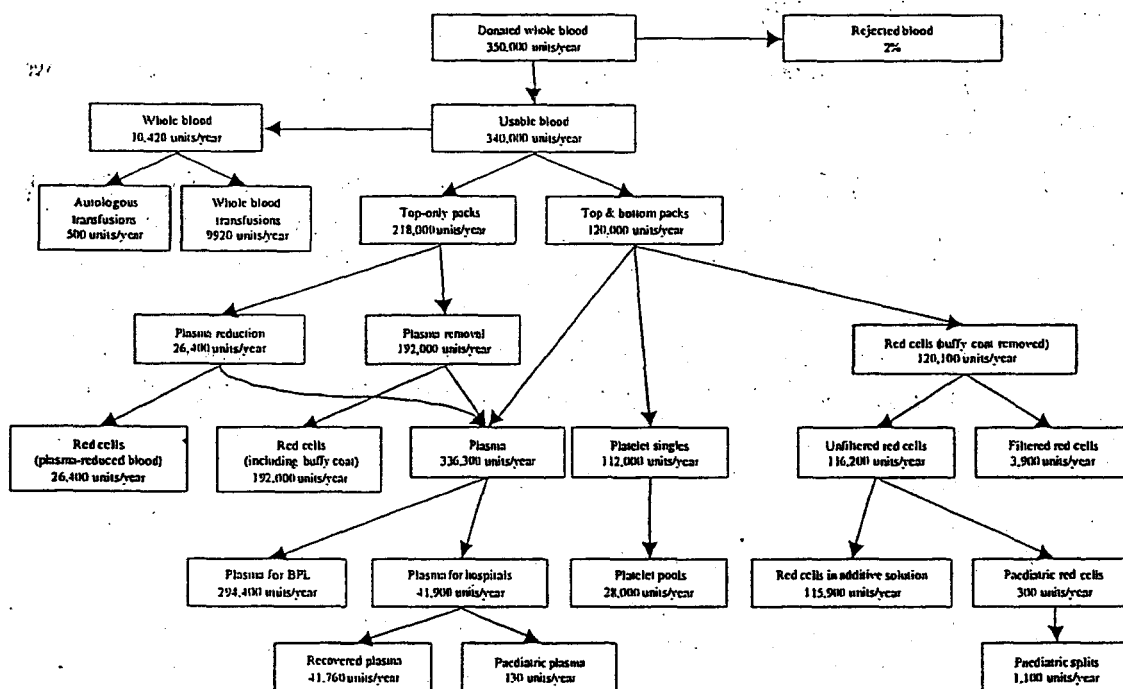 Donated whole blood
350,000 units/year
Rejected blood
2%
Whole blood
10,420 units/year
Usable blood
340,000 units/year
Autologous
transfusions
500 units/year
Whole blood
transfusions
9920 units/year
Top-only packs
218,000 units/year
Top & bottom packs
120,000 units/year
Plasma reduction
26,400 units/year
Plasma removal
192,000 units/year
Red cells (buffy coat removed)
120,100 units/year
Red cells
(plasma-reduced blood)
26,400 units/year
Red cells
(including buffy coat)
192,000 units/year
Plasma
336,300 units/year
Platelet singles
112,000 units/year
Unfiltered red cells
116,200 units/year
Filtered red cells
3,900 units/year
Plasma for BPL
294,400 units/year
Plasma for hospitals
41,900 units/year
Platelet pools
28,000 units/year
Red cells in additive solution
115,900 units/year
Paediatric red cells
300 units/year
Recovered plasma
41,760 units/year
Paediatric plasma
130 units/year
Paediatric splits
1,100 units/year